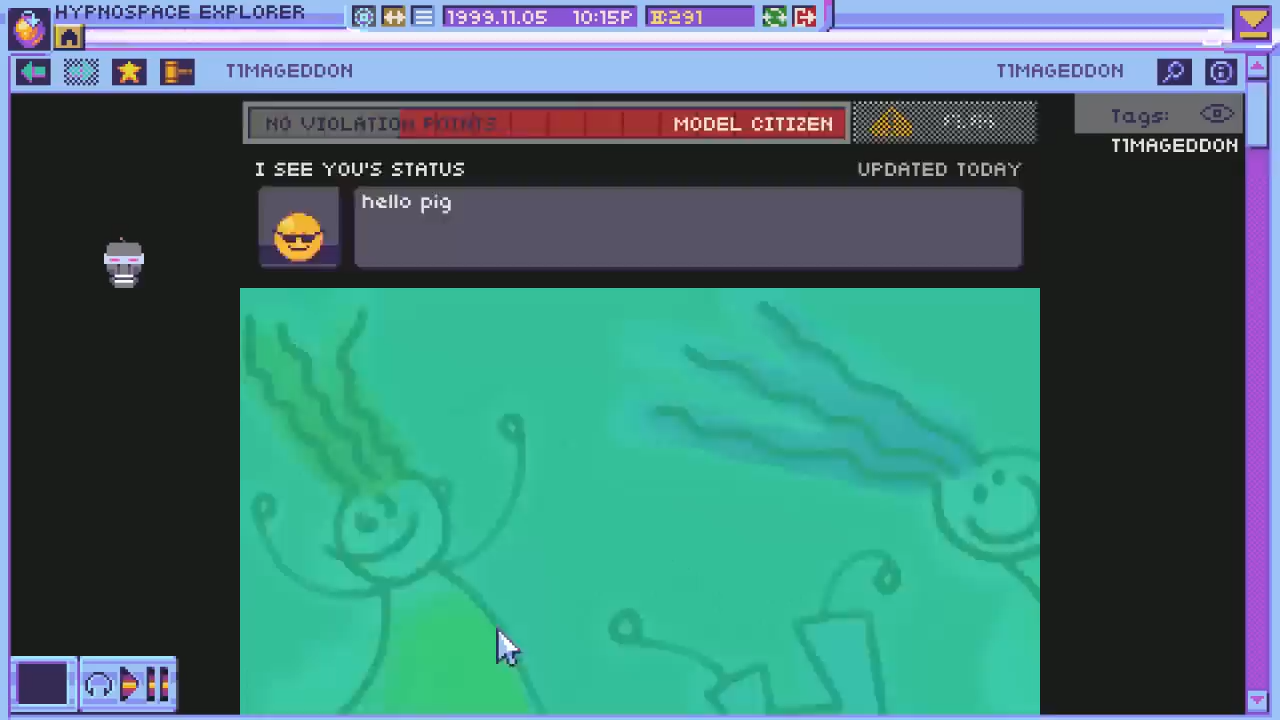 HYPNOSPACE EXPLORER
1999.11.05 10:15P
291
T1MAGEDDON
T1MAGEDDON
NO VIOLATION POINTS
MODEL CITIZEN
Tags:
T1MAGEDDON
I SEE YOU'S STATUS
UPDATED TODAY
hello pig